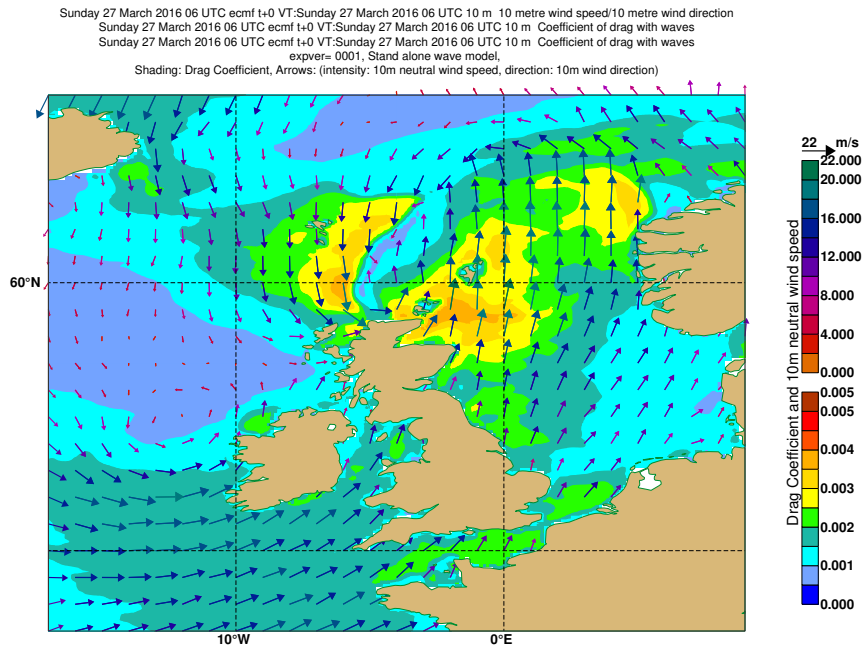 Sunday 27 March 2016 06 UTC ecmf t+0 VT:Sunday 27 March 2016 06 UTC 10 m  10 metre wind speed/10 metre wind direction
Sunday 27 March 2016 06 UTC ecmf t+0 VT:Sunday 27 March 2016 06 UTC 10 m  Coefficient of drag with waves
Sunday 27 March 2016 06 UTC ecmf t+0 VT:Sunday 27 March 2016 06 UTC 10 m  Coefficient of drag with waves
expver= 0001, Stand alone wave model,
Shading: Drag Coefficient, Arrows: (intensity: 10m neutral wind speed, direction: 10m wind direction)
60°N
10°W
0°E
Drag Coefficient and 10m neutral wind speed
22 m/s
22.000
20.000
16.000
12.000
8.000
4.000
0.000
0.005
0.005
0.004
0.003
0.002
0.001
0.000